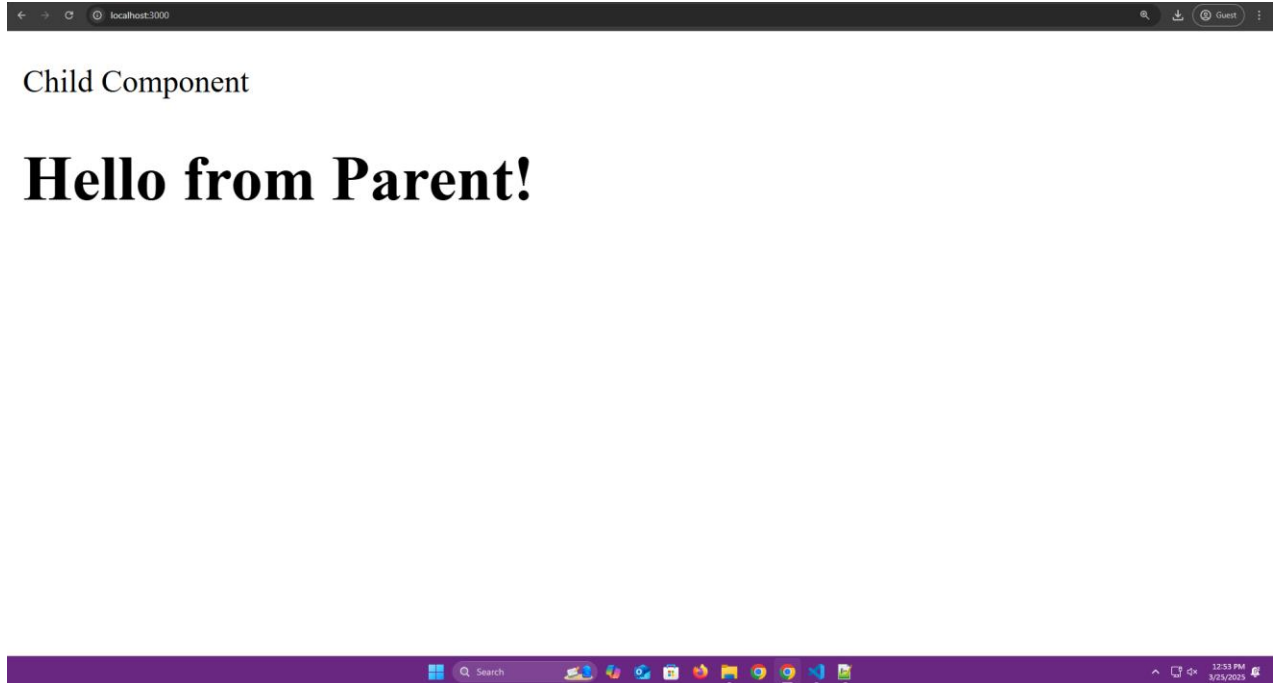 localhost:3000
Guest
Child Component
Hello from Parent!
Search
12:53 PM
3/25/2025